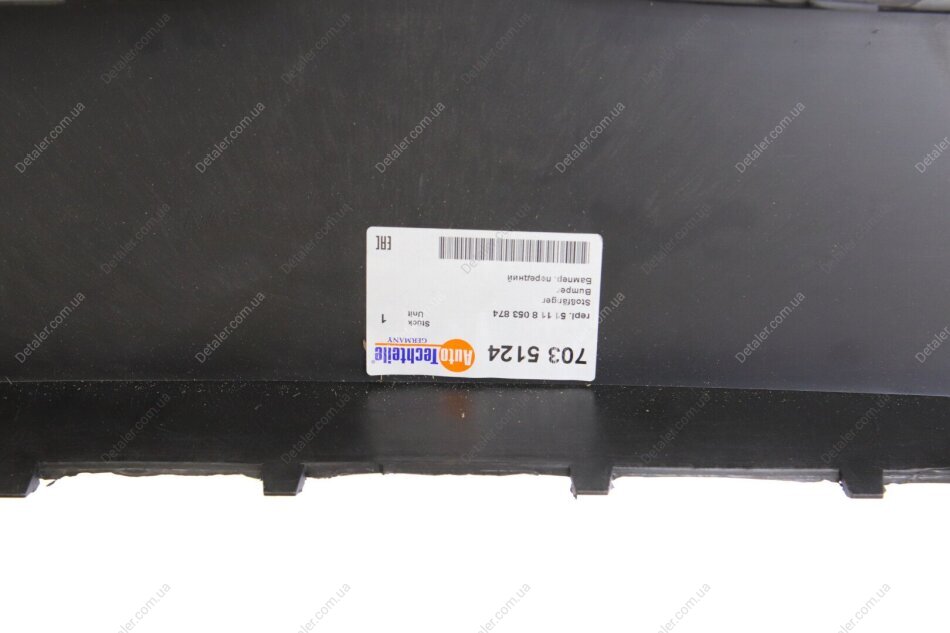 703 5124 AutoTechteile
GERMANY
repl. 51 11 8 053 874
Stück
Unit
1
Stoßfänger
Bumper
Бампер. передний
EAC
Detaler.com.ua